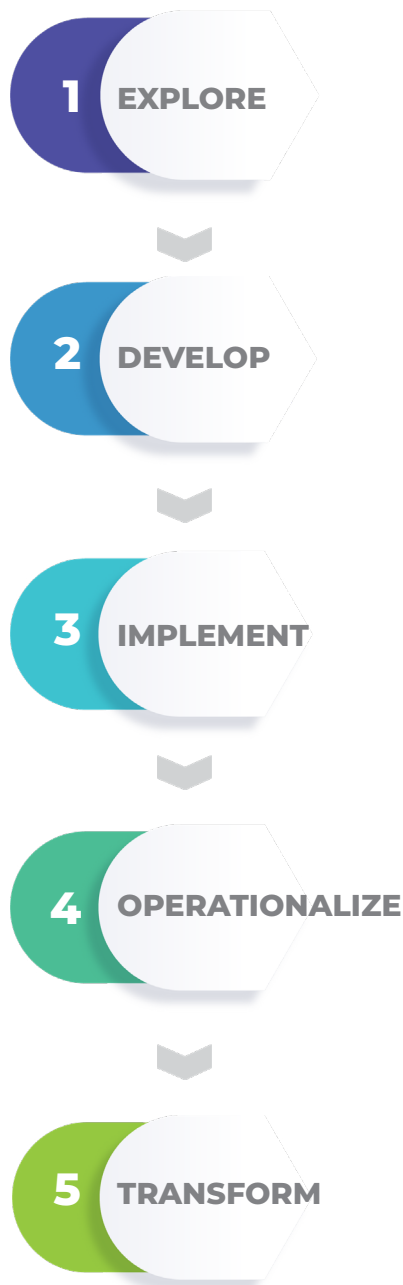 1 EXPLORE
2 DEVELOP
3 IMPLEMENT
4 OPERATIONALIZE
5 TRANSFORM